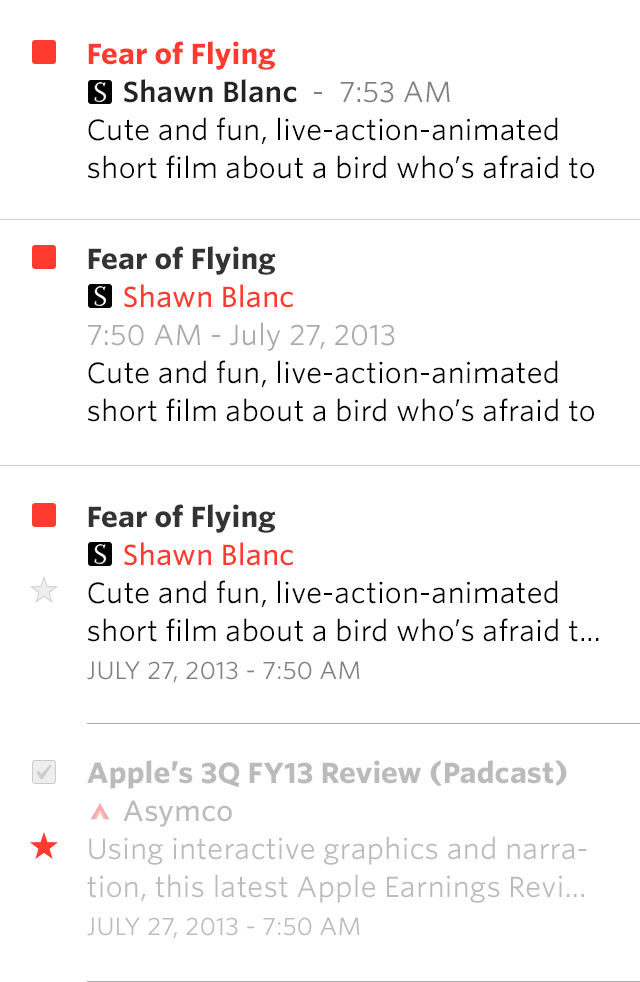 Fear of Flying
S Shawn Blanc - 7:53 AM
Cute and fun, live-action-animated
short film about a bird who’s afraid to
Fear of Flying
S Shawn Blanc
7:50 AM - July 27, 2013
Cute and fun, live-action-animated
short film about a bird who’s afraid to
Fear of Flying
S Shawn Blanc
Cute and fun, live-action-animated
short film about a bird who’s afraid t...
JULY 27, 2013 - 7:50 AM
Apple’s 3Q FY13 Review (Padcast)
Asymco
Using interactive graphics and narra-
tion, this latest Apple Earnings Revi...
JULY 27, 2013 - 7:50 AM